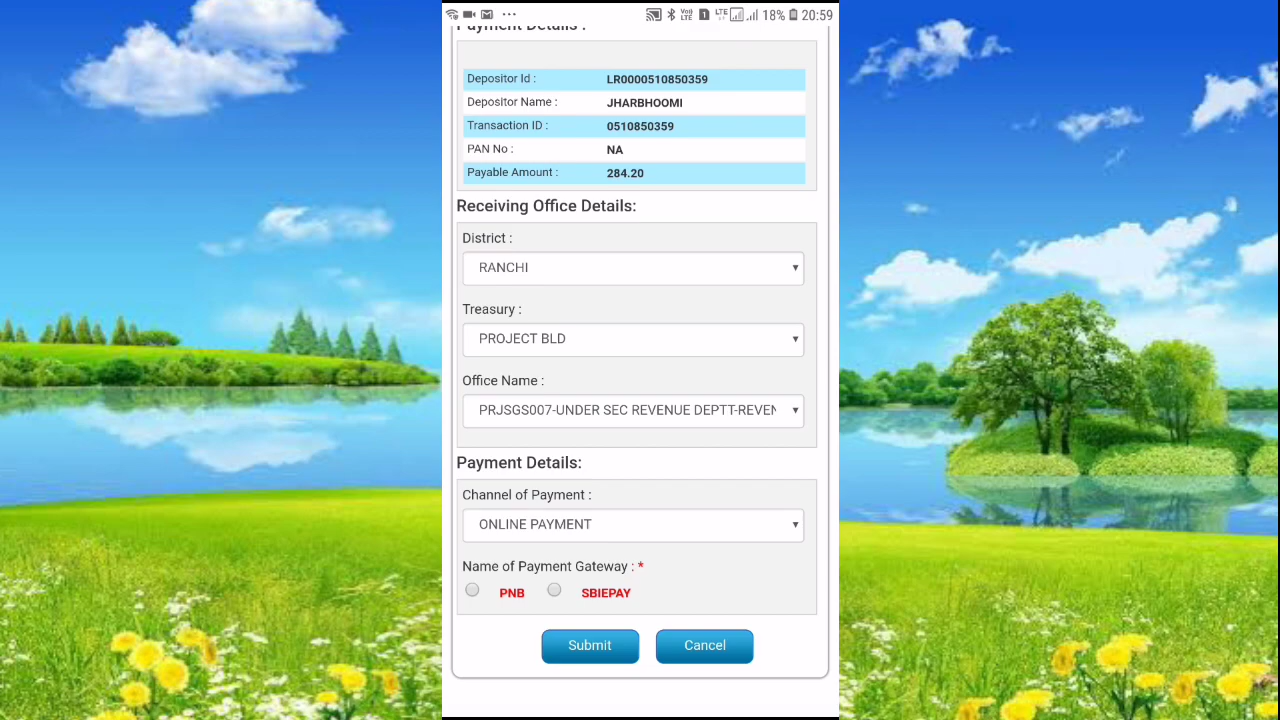 18% 20:59
Payment Details :
Depositor Id : LR0000510850359
Depositor Name : JHARBHOOMI
Transaction ID : 0510850359
PAN No : NA
Payable Amount : 284.20
Receiving Office Details:
District :
RANCHI
Treasury :
PROJECT BLD
Office Name :
PRJSGS007-UNDER SEC REVENUE DEPTT-REVEN
Payment Details:
Channel of Payment :
ONLINE PAYMENT
Name of Payment Gateway : *
PNB SBIEPAY
Submit Cancel